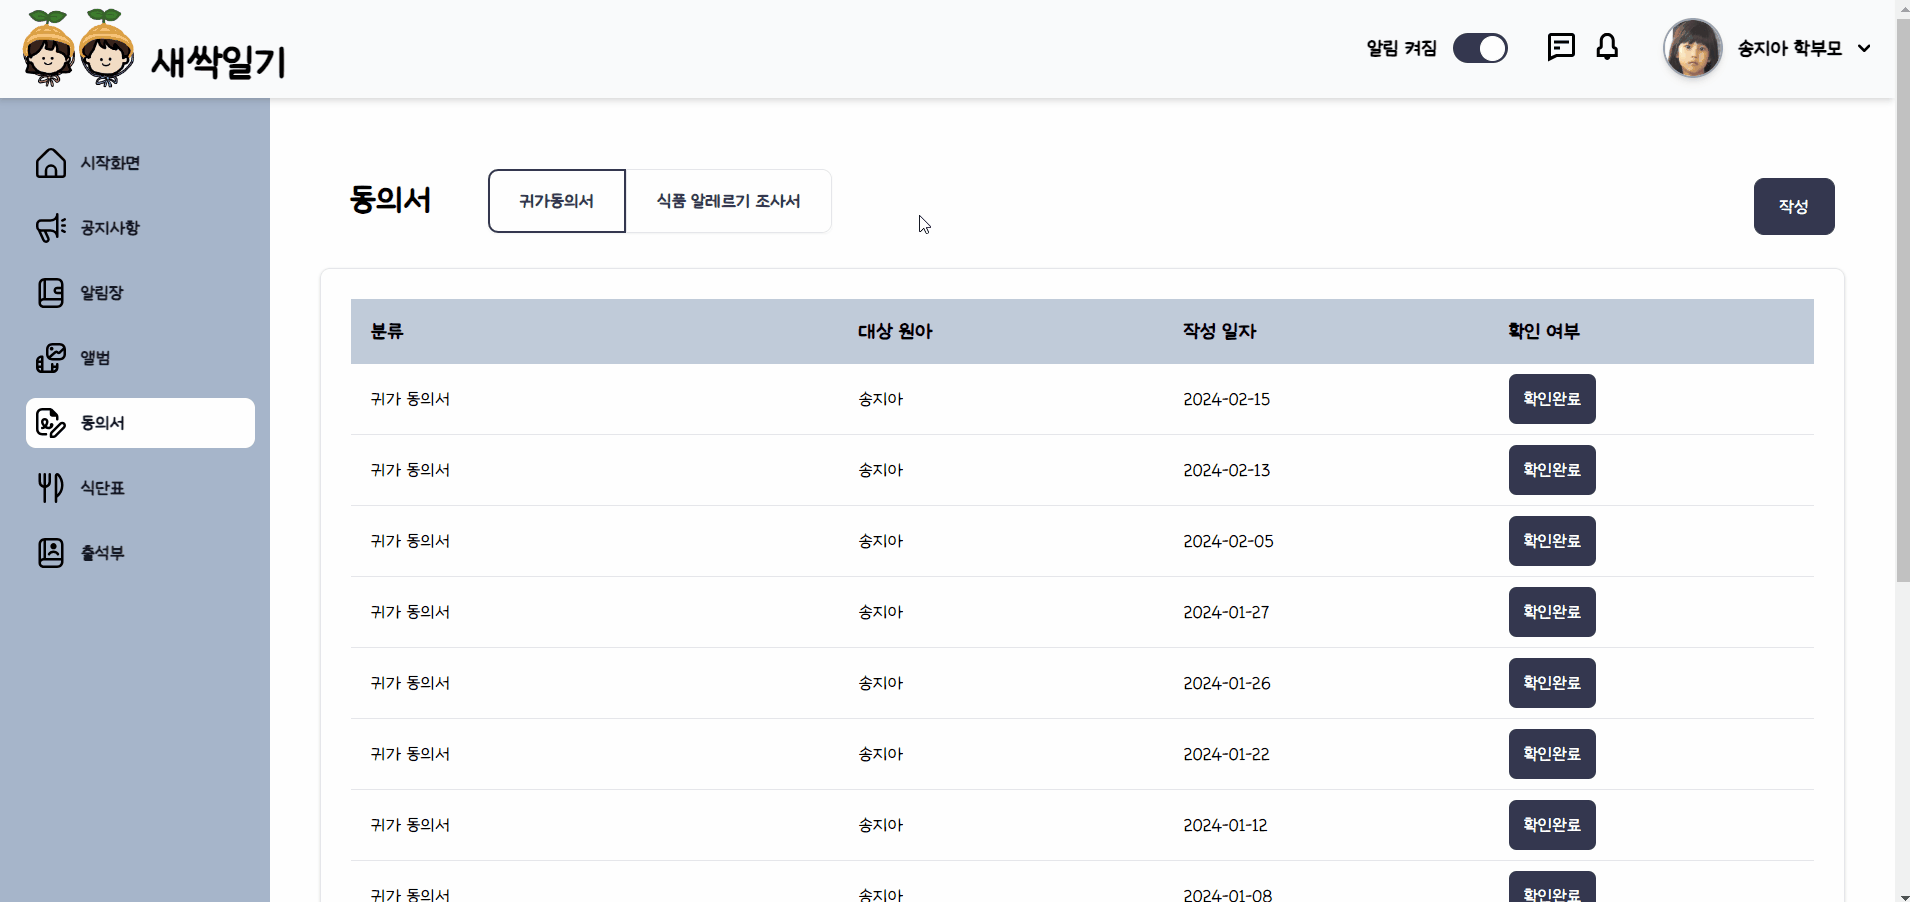 새싹일기
알림 켜짐
송지아 학부모
시작화면
공지사항
알림장
앨범
동의서
식단표
출석부
동의서
귀가동의서
식품 알레르기 조사서
작성
분류 대상 원아 작성 일자 확인 여부
귀가 동의서 송지아 2024-02-15 확인완료
귀가 동의서 송지아 2024-02-13 확인완료
귀가 동의서 송지아 2024-02-05 확인완료
귀가 동의서 송지아 2024-01-27 확인완료
귀가 동의서 송지아 2024-01-26 확인완료
귀가 동의서 송지아 2024-01-22 확인완료
귀가 동의서 송지아 2024-01-12 확인완료
귀가 동의서 송지아 2024-01-08 확인완료